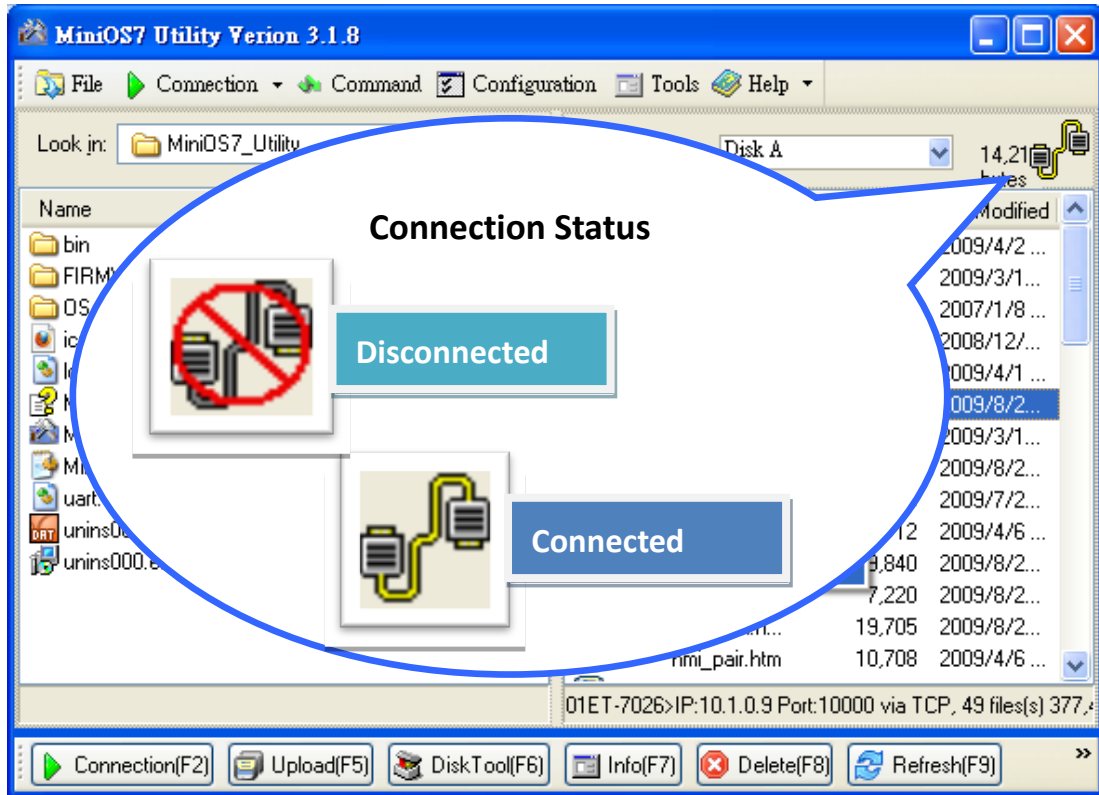 MiniOS7 Utility Verion 3.1.8
File Connection Command Configuration Tools Help
Look in: MiniOS7_Utility Disk A 14,21
bytes
Name Modified
Connection Status
bin 2009/4/2 ...
2009/3/1...
OS 2007/1/8 ...
2008/12/...
2009/4/1 ...
2009/8/2...
2009/3/1...
2009/8/2...
uart. 2009/7/2...
12 2009/4/6 ...
unins000.e 9,840 2009/8/2...
7,220 2009/8/2...
19,705 2009/8/2...
hmi_pair.htm 10,708 2009/4/6 ...
Disconnected
Connected
01ET-7026>IP:10.1.0.9 Port:10000 via TCP, 49 files(s) 377,4
Connection(F2) Upload(F5) DiskTool(F6) Info(F7) Delete(F8) Refresh(F9) »